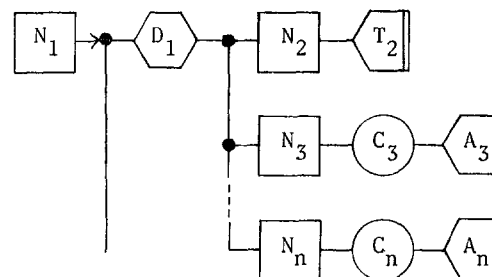 N₁ D₁ N₂ T₂
N₃ C₃ A₃
Nₙ Cₙ Aₙ